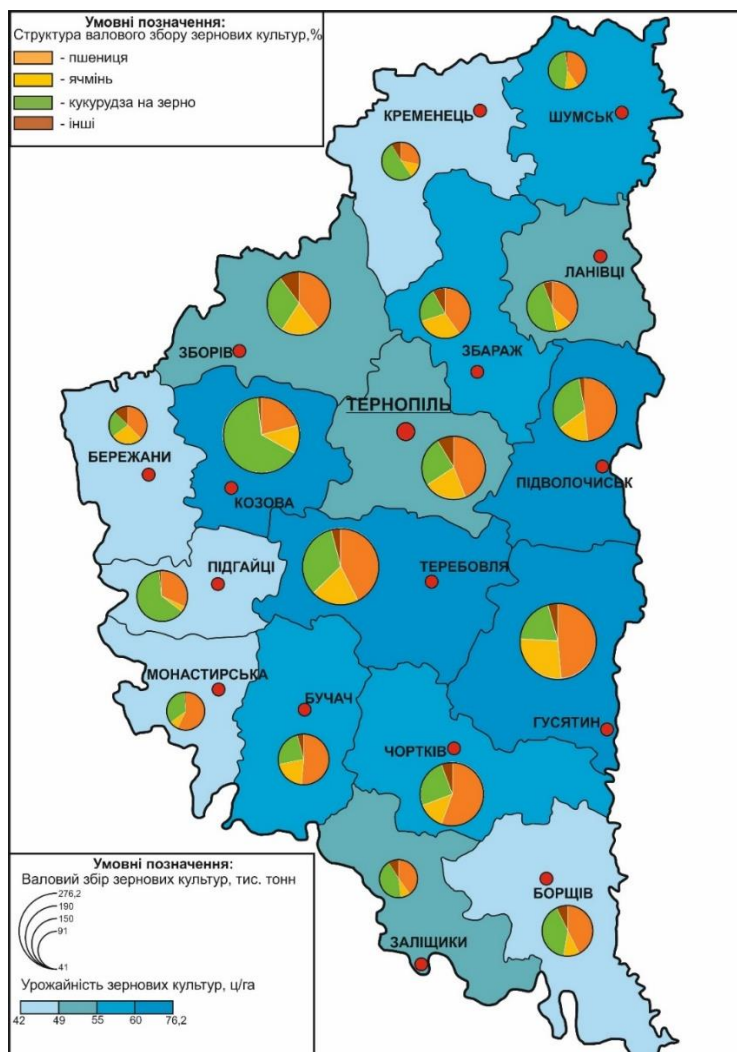 Умовні позначення:
Структура валового збору зернових культур,%
- пшениця
- ячмінь
- кукурудза на зерно
- інші
КРЕМЕНЕЦЬ
ШУМСЬК
ЛАНІВЦІ
ЗБОРІВ
ЗБАРАЖ
ТЕРНОПІЛЬ
БЕРЕЖАНИ
КОЗОВА
ПІДВОЛОЧИСЬК
ПІДГАЙЦІ
ТЕРЕБОВЛЯ
МОНАСТИРСЬКА
БУЧАЧ
ГУСЯТИН
ЧОРТКІВ
БОРЩІВ
ЗАЛІЩИКИ
Умовні позначення:
Валовий збір зернових культур, тис. тонн
276,2
190
150
91
41
Урожайність зернових культур, ц/га
42 49 55 60 76,2